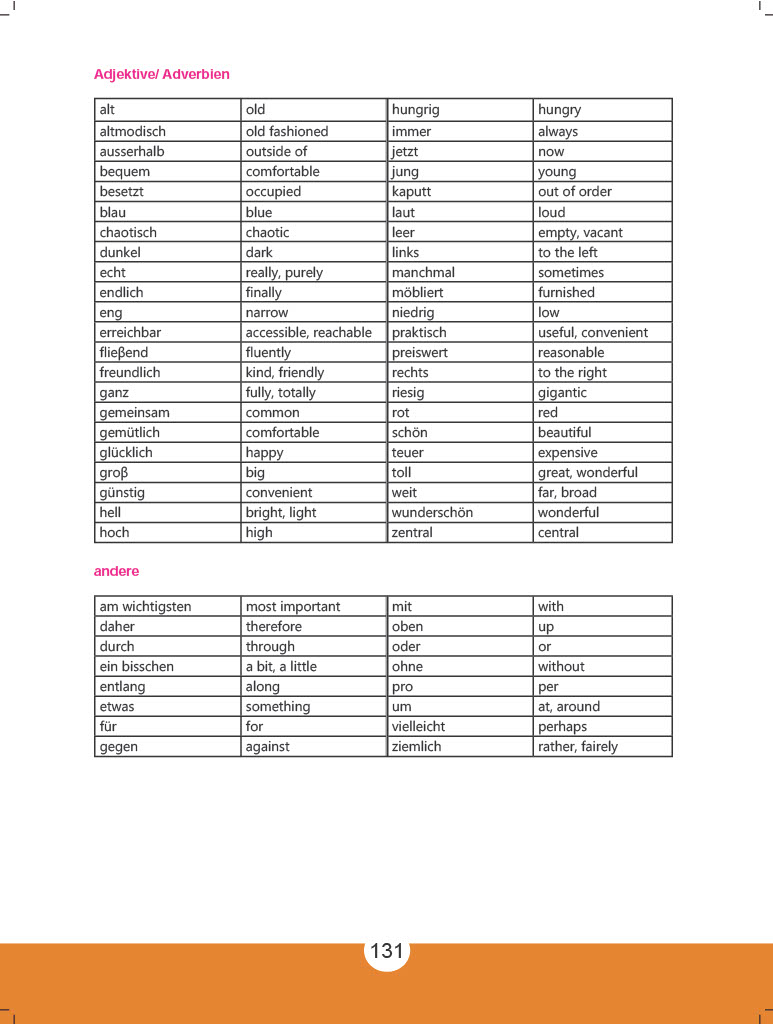 Adjektive/ Adverbien
alt old hungrig hungry
altmodisch old fashioned immer always
ausserhalb outside of jetzt now
bequem comfortable jung young
besetzt occupied kaputt out of order
blau blue laut loud
chaotisch chaotic leer empty, vacant
dunkel dark links to the left
echt really, purely manchmal sometimes
endlich finally möbliert furnished
eng narrow niedrig low
erreichbar accessible, reachable praktisch useful, convenient
flieβend fluently preiswert reasonable
freundlich kind, friendly rechts to the right
ganz fully, totally riesig gigantic
gemeinsam common rot red
gemütlich comfortable schön beautiful
glücklich happy teuer expensive
groβ big toll great, wonderful
günstig convenient weit far, broad
hell bright, light wunderschön wonderful
hoch high zentral central
andere
am wichtigsten most important mit with
daher therefore oben up
durch through oder or
ein bisschen a bit, a little ohne without
entlang along pro per
etwas something um at, around
für for vielleicht perhaps
gegen against ziemlich rather, fairely
131